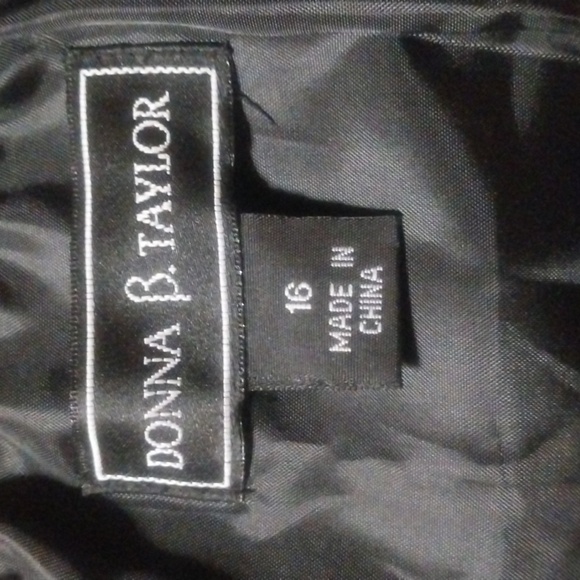 DONNA β. TAYLOR
16
MADE IN
CHINA